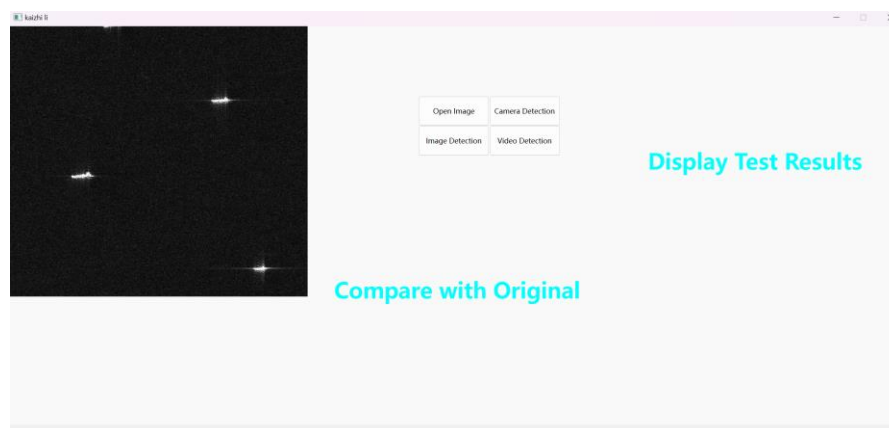 kaizhi li
Open Image
Camera Detection
Image Detection
Video Detection
Display Test Results
Compare with Original